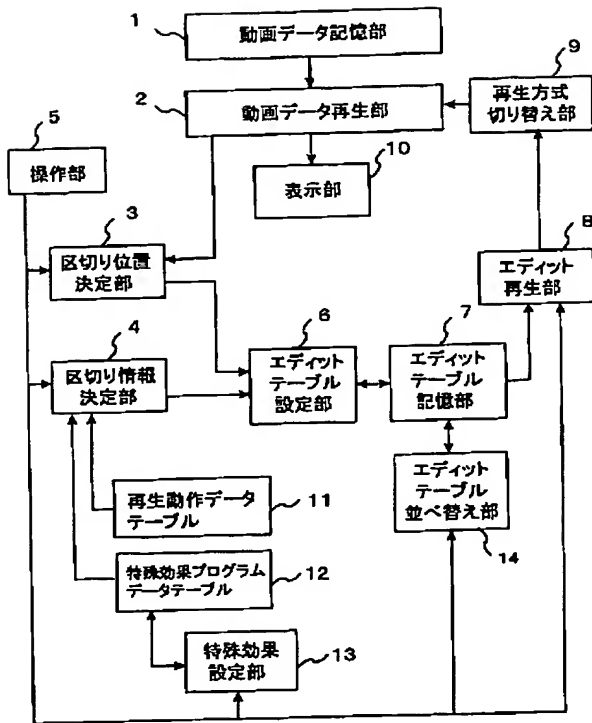 1
動画データ記憶部
2
動画データ再生部
9
再生方式
切り替え部
5
操作部
10
表示部
3
区切り位置
決定部
8
エディット
再生部
4
区切り情報
決定部
6
エディット
テーブル
設定部
7
エディット
テーブル
記憶部
再生動作データ
テーブル
11
エディット
テーブル
並べ替え部
14
特殊効果プログラム
データテーブル
12
特殊効果
設定部
13